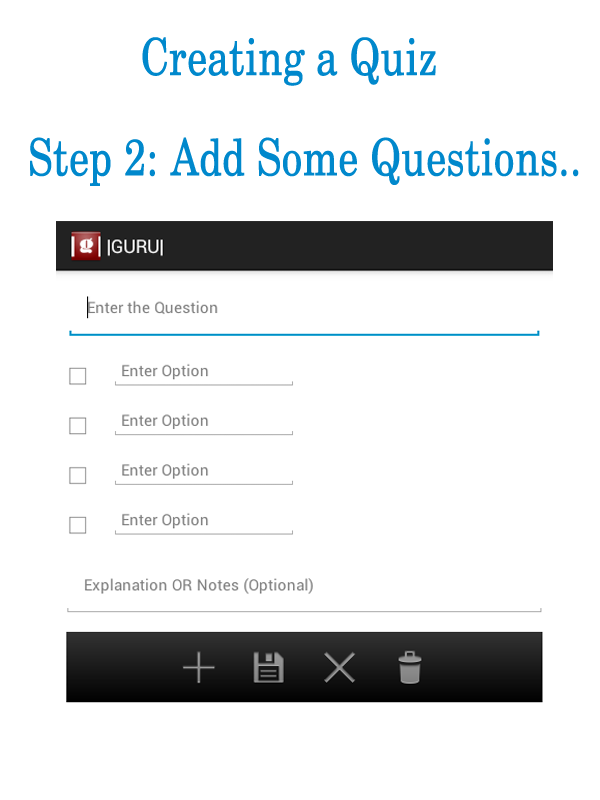 Creating a Quiz
Step 2: Add Some Questions..
|g| |GURU|
Enter the Question
Enter Option
Enter Option
Enter Option
Enter Option
Explanation OR Notes (Optional)